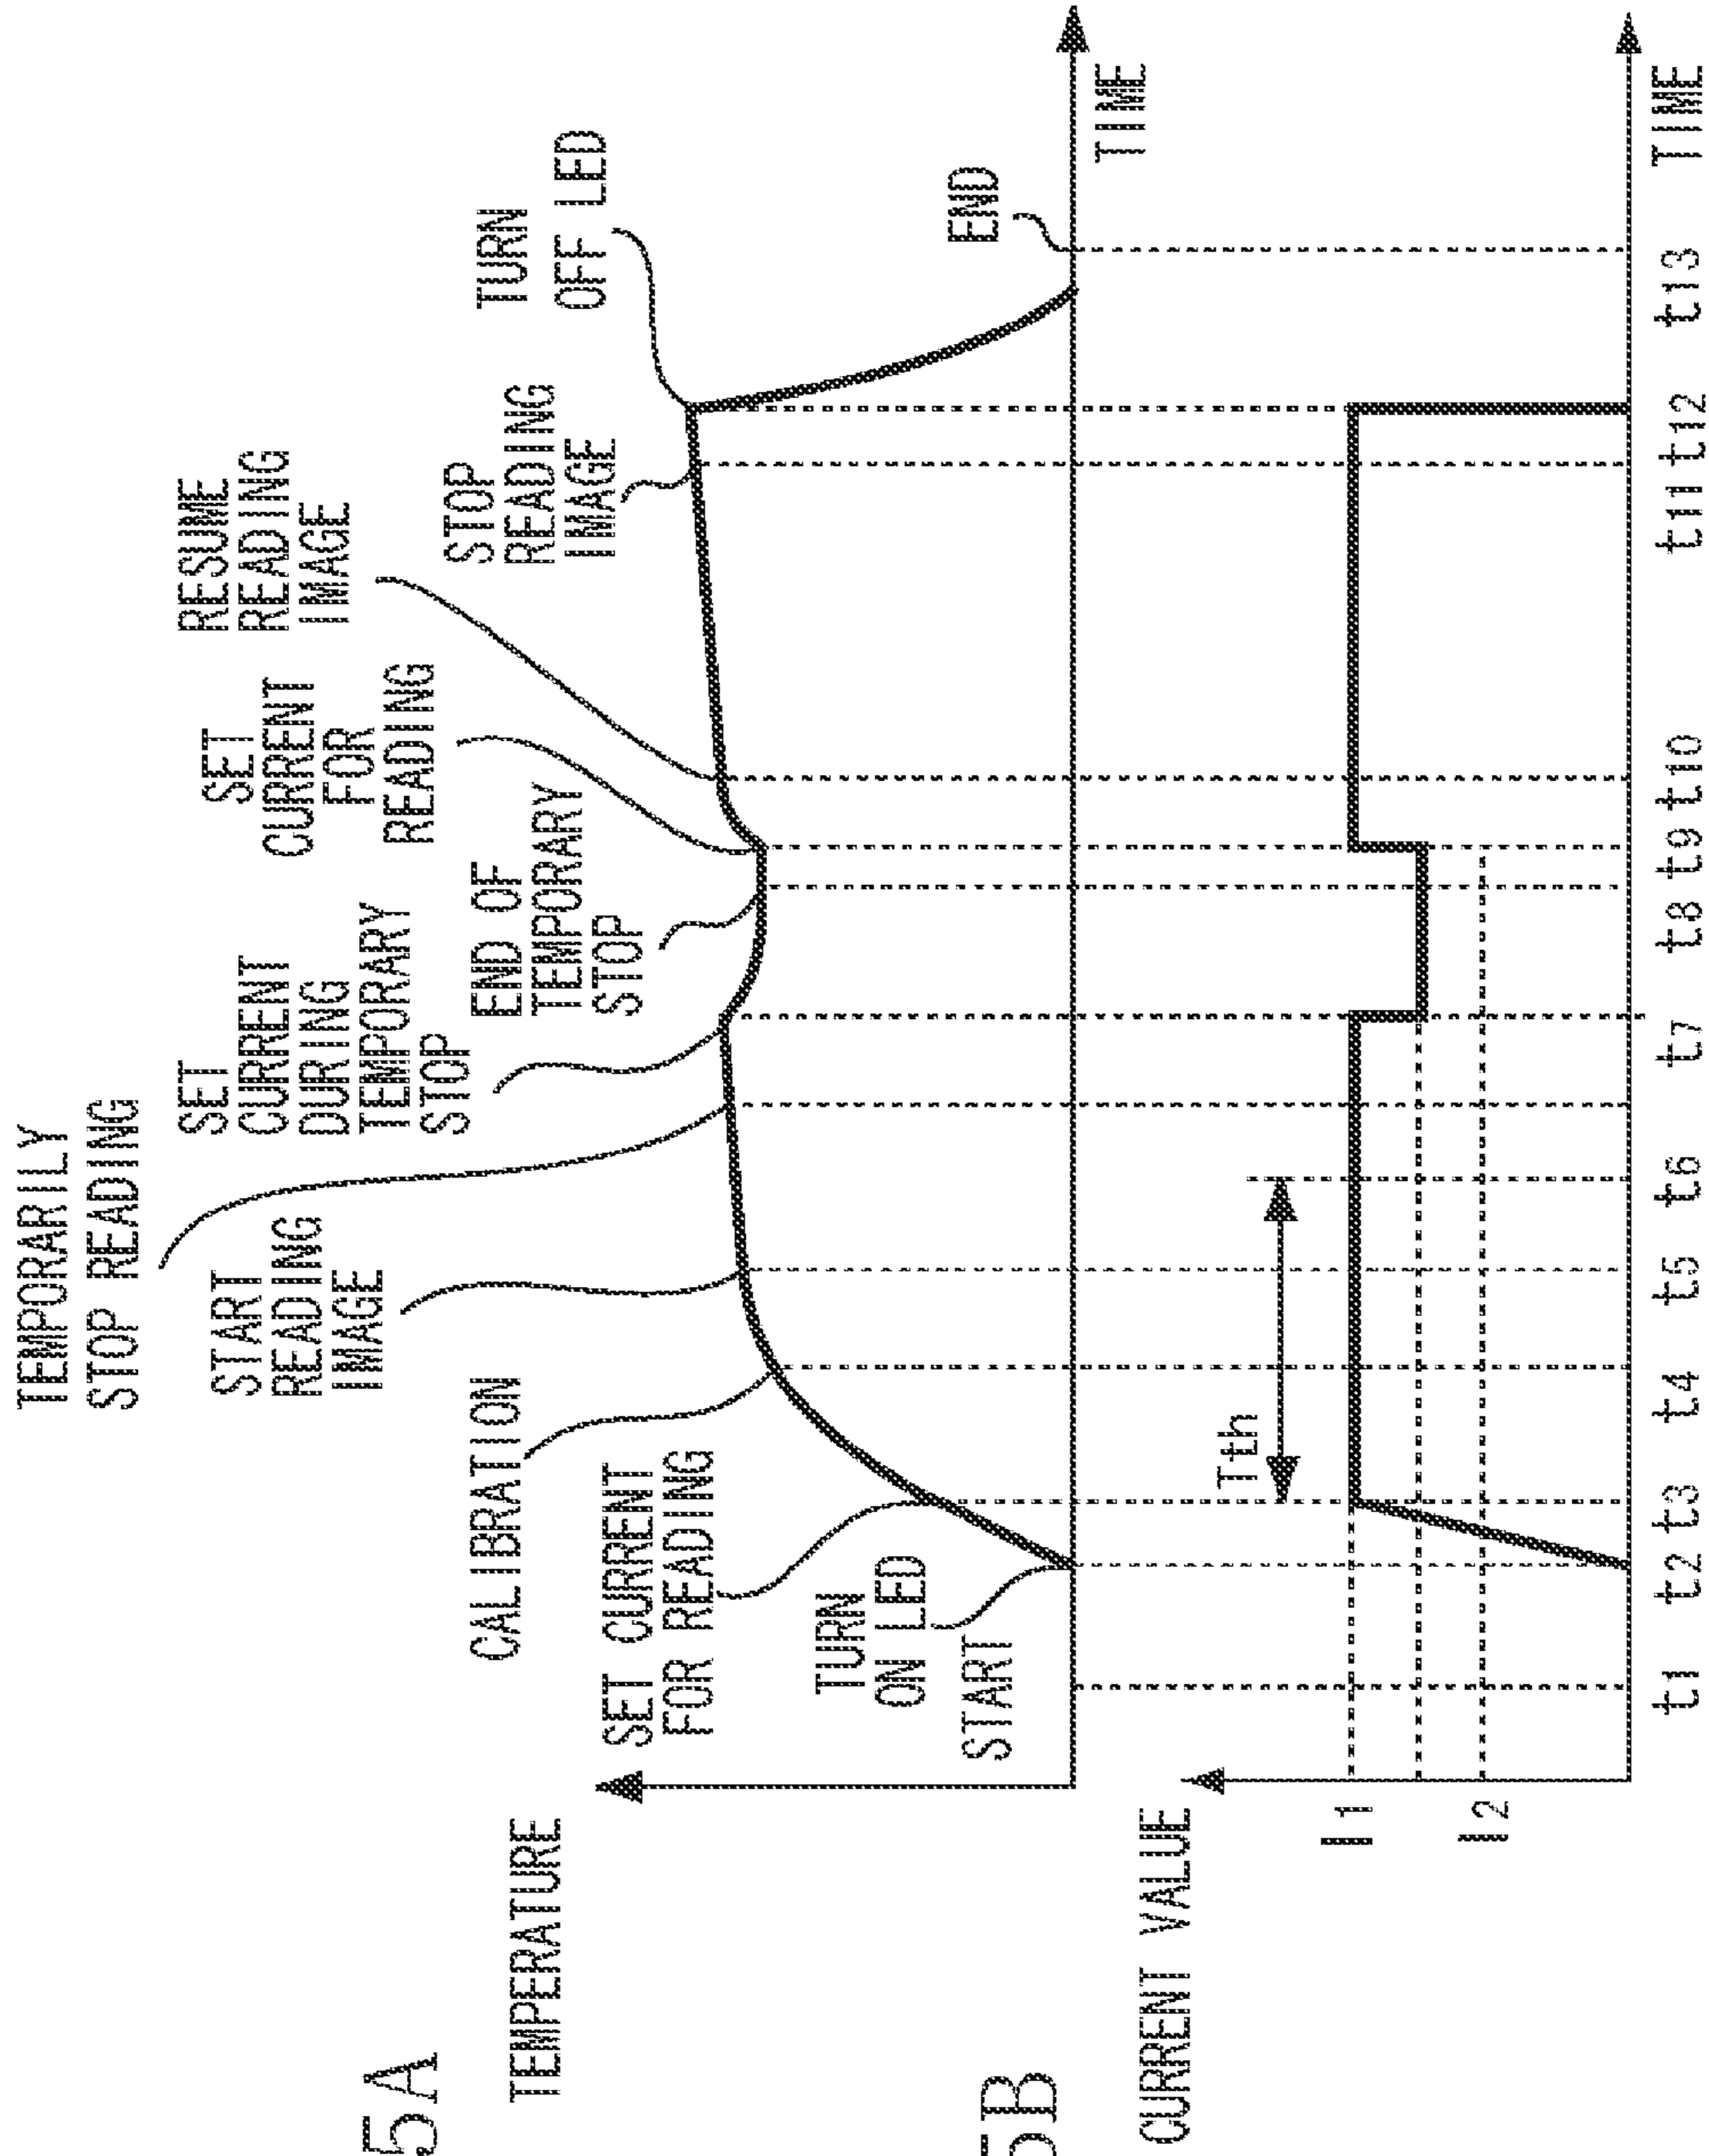 5A
TEMPERATURE
TEMPORARILY
STOP READING
START
READING
IMAGE
SET
CURRENT
DURING
TEMPORARY
STOP
END OF
TEMPORARY
STOP
SET
CURRENT
FOR
READING
RESUME
READING
IMAGE
STOP
READING
IMAGE
TURN
OFF LED
CALIBRATION
SET CURRENT
FOR READING
TURN
ON LED
START
END
TIME
5B
CURRENT VALUE
Tth
I1
I2
t1 t2 t3 t4 t5 t6 t7 t8 t9 t10 t11 t12 t13
TIME